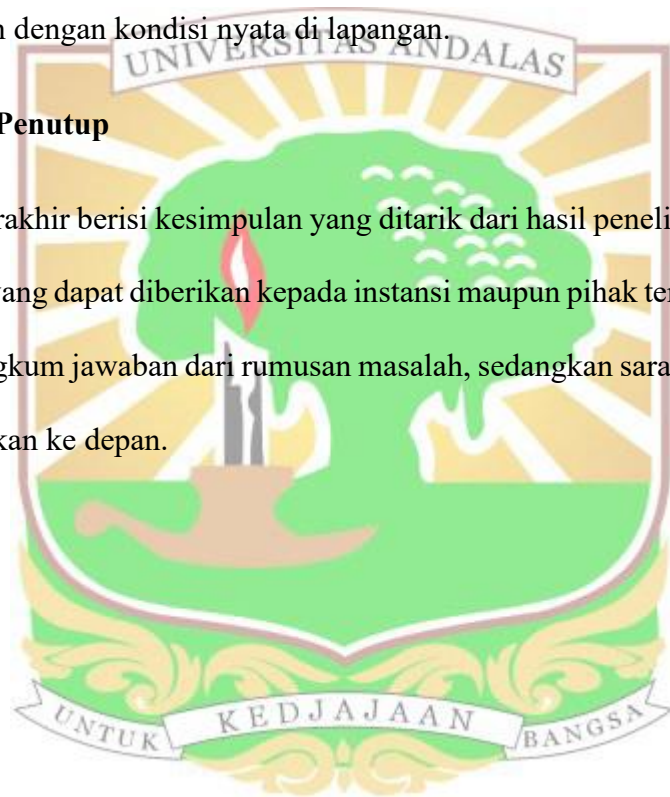 n dengan kondisi nyata di lapangan.
UNIVERSITAS ANDALAS
Penutup
rakhir berisi kesimpulan yang ditarik dari hasil peneli
yang dapat diberikan kepada instansi maupun pihak ter
gkum jawaban dari rumusan masalah, sedangkan sara
kan ke depan.
UNTUK KEDJAJAAN BANGSA